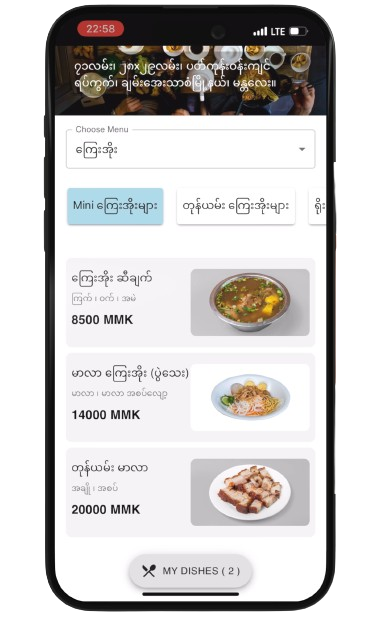 22:58
LTE
၇၁လမ်း၊ ၂၈x၂၉လမ်း၊ ပတ်ကုန်းဝန်းကျင်
ရပ်ကွက်၊ ချမ်းအေးသာစံမြို့နယ်၊ မန္တလေး။
Choose Menu
ကြေးအိုး
Mini ကြေးအိုးများ
တုန်ယမ်း ကြေးအိုးများ
ကြေးအိုး ဆီချက်
ကြက် ၊ ဝက် ၊ အမဲ
8500 MMK
မာလာ ကြေးအိုး (ပွဲသေး)
မာလာ ၊ မာလာ အစပ်လျော့
14000 MMK
တုန်ယမ်း မာလာ
အချို ၊ အစပ်
20000 MMK
MY DISHES ( 2 )